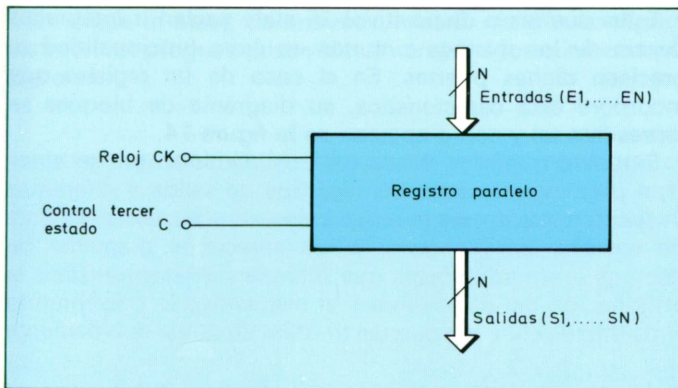 N
Entradas (E1,.....EN)
Reloj CK
Registro paralelo
Control tercer
estado C
N
Salidas (S1,.....SN)